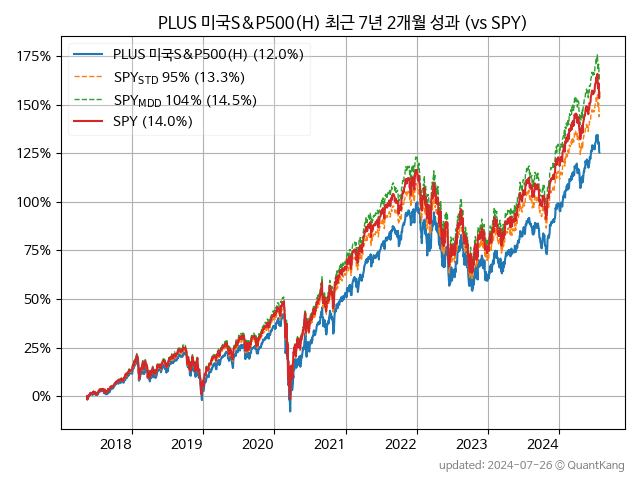 PLUS 미국S&P500(H) 최근 7년 2개월 성과 (vs SPY)
PLUS 미국S&P500(H) (12.0%)
SPYSTD 95% (13.3%)
SPYMDD 104% (14.5%)
SPY (14.0%)
175%
150%
125%
100%
75%
50%
25%
0%
2018 2019 2020 2021 2022 2023 2024
updated: 2024-07-26 © QuantKang